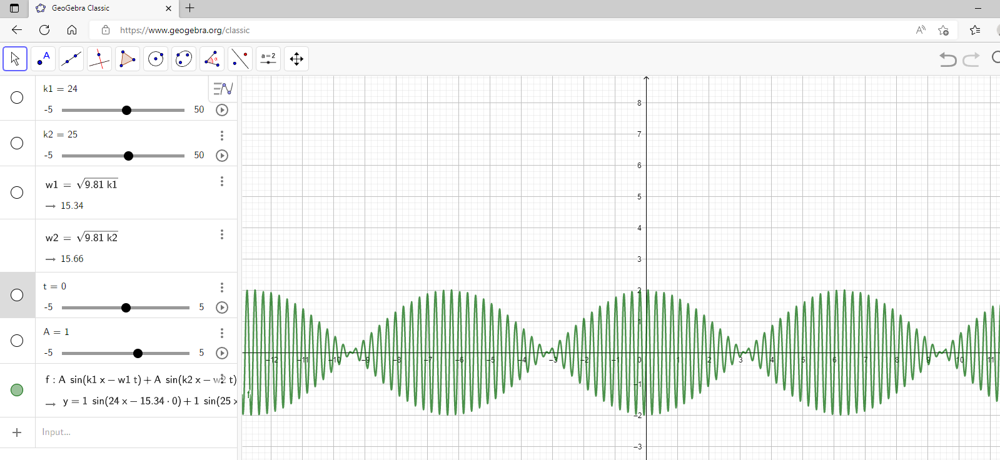 GeoGebra Classic
https://www.geogebra.org/classic
A
a=2
k1 = 24
-5 50
k2 = 25
-5 50
w1 = √9.81 k1
→ 15.34
w2 = √9.81 k2
→ 15.66
t = 0
-5 5
A = 1
-5 5
f : A sin(k1 x − w1 t) + A sin(k2 x − w2 t)
→ y = 1 sin(24 x − 15.34 · 0) + 1 sin(25 x
Input...
8
7
6
5
4
3
2
1
−12 −11 −10 −9 −8 −7 −6 −5 −4 −3 −2 −1 0 1 2 3 4 5 6 7 8 9 10 11
−1
f
−2
−3